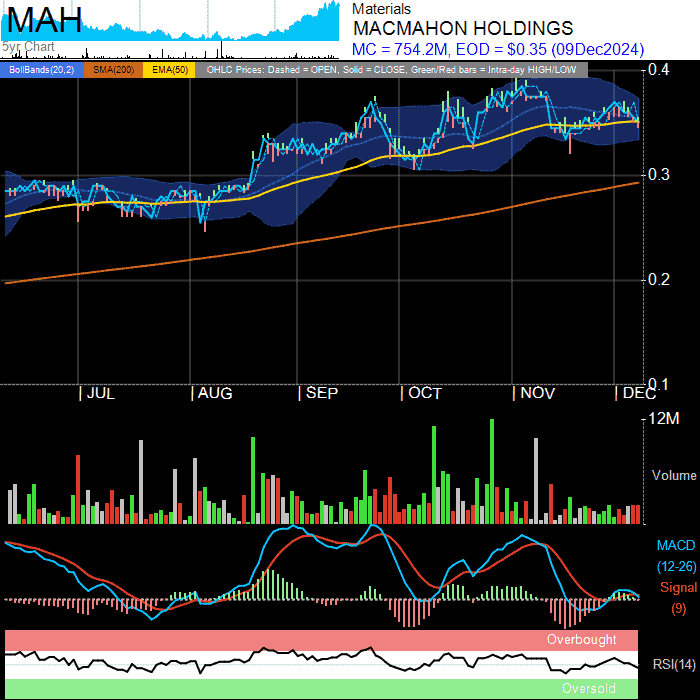 MAH
5yr Chart
Materials
MACMAHON HOLDINGS
MC = 754.2M, EOD = $0.35 (09Dec2024)
BollBands(20,2) SMA(200) EMA(50) OHLC Prices: Dashed = OPEN, Solid = CLOSE, Green/Red bars = Intra-day HIGH/LOW
0.4
0.3
0.2
0.1
JUL AUG SEP OCT NOV DEC
12M
Volume
MACD
(12-26)
Signal
(9)
Overbought
RSI(14)
Oversold